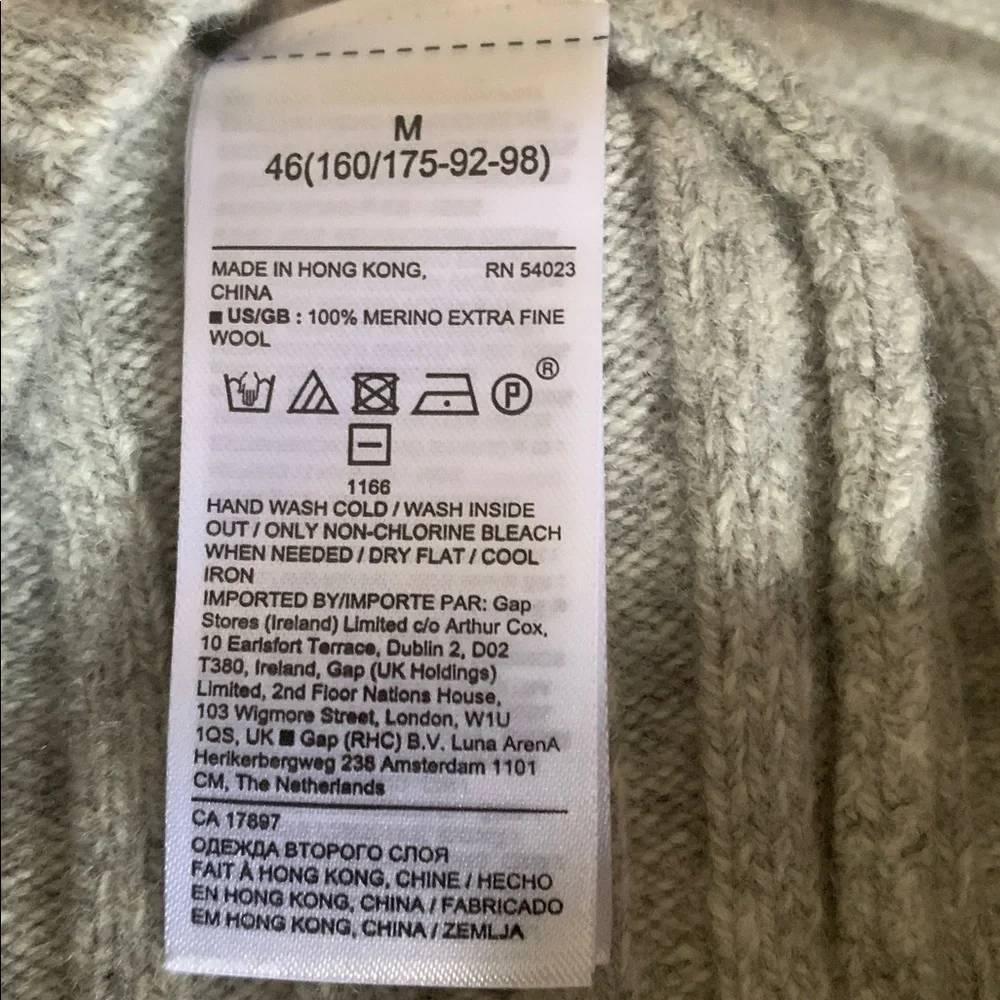 M
46(160/175-92-98)
MADE IN HONG KONG, RN 54023
CHINA
■ US/GB : 100% MERINO EXTRA FINE
WOOL
P ®
1166
HAND WASH COLD / WASH INSIDE
OUT / ONLY NON-CHLORINE BLEACH
WHEN NEEDED / DRY FLAT / COOL
IRON
IMPORTED BY/IMPORTE PAR: Gap
Stores (Ireland) Limited c/o Arthur Cox,
10 Earlsfort Terrace, Dublin 2, D02
T380, Ireland, Gap (UK Holdings)
Limited, 2nd Floor Nations House,
103 Wigmore Street, London, W1U
1QS, UK ■ Gap (RHC) B.V. Luna ArenA
Herikerbergweg 238 Amsterdam 1101
CM, The Netherlands
CA 17897
ОДЕЖДА ВТОРОГО СЛОЯ
FAIT À HONG KONG, CHINE / HECHO
EN HONG KONG, CHINA / FABRICADO
EM HONG KONG, CHINA / ZEMLJA